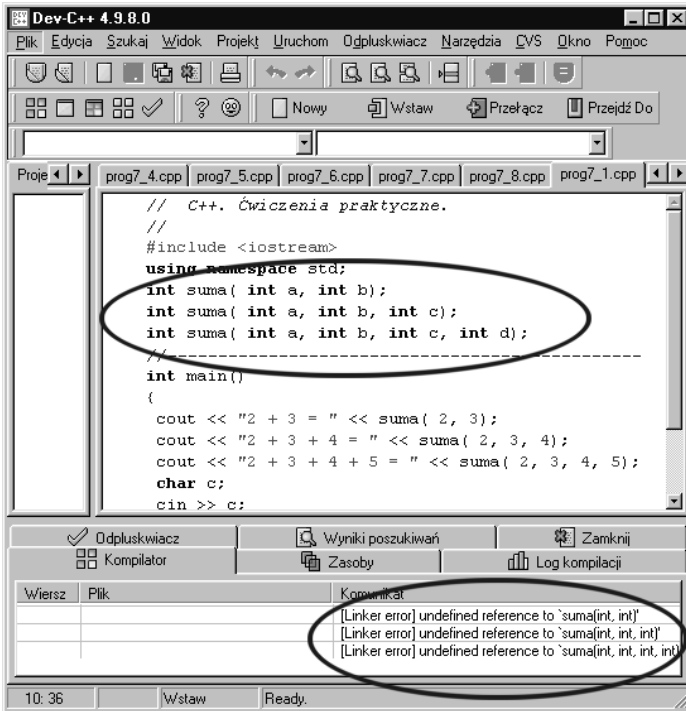 Dev-C++ 4.9.8.0
Plik Edycja Szukaj Widok Projekt Uruchom Odpluskwiacz Narzędzia CVS Okno Pomoc
Nowy Wstaw Przełącz Przejdź Do
Proje prog7_4.cpp prog7_5.cpp prog7_6.cpp prog7_7.cpp prog7_8.cpp prog7_1.cpp
// C++. Ćwiczenia praktyczne.
//
#include <iostream>
using namespace std;
int suma( int a, int b);
int suma( int a, int b, int c);
int suma( int a, int b, int c, int d);
//----------------------------------------------------
int main()
{
cout << "2 + 3 = " << suma( 2, 3);
cout << "2 + 3 + 4 = " << suma( 2, 3, 4);
cout << "2 + 3 + 4 + 5 = " << suma( 2, 3, 4, 5);
char c;
cin >> c;
Odpluskwiacz Wyniki poszukiwań Zamknij
Kompilator Zasoby Log kompilacji
Wiersz Plik Komunikat
[Linker error] undefined reference to `suma(int, int)'
[Linker error] undefined reference to `suma(int, int, int)'
[Linker error] undefined reference to `suma(int, int, int, int)
10: 36 Wstaw Ready.